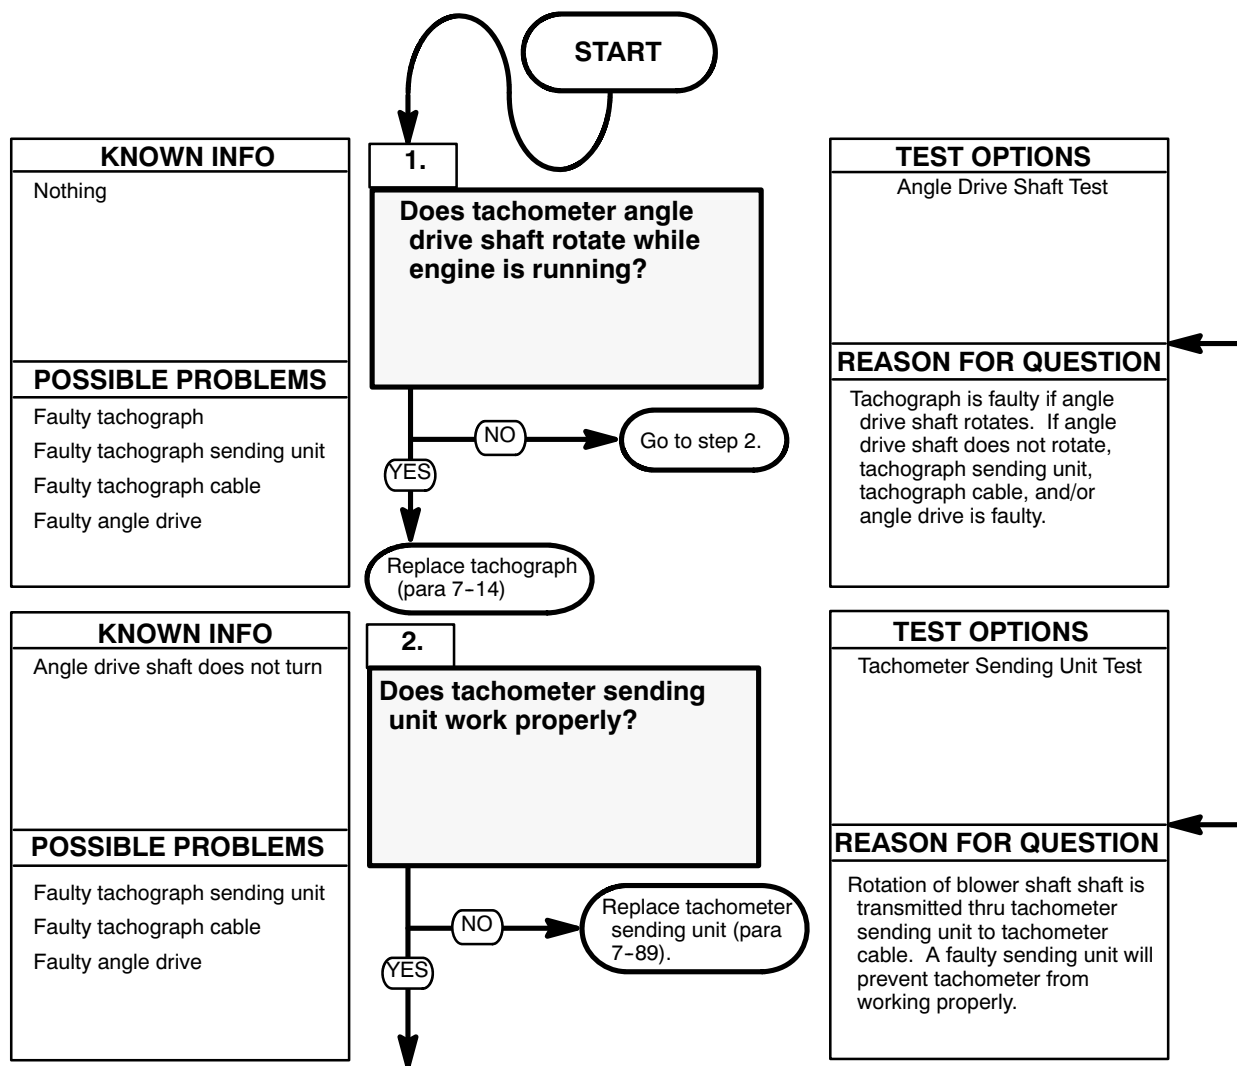 START
KNOWN INFO
Nothing
POSSIBLE PROBLEMS
Faulty tachograph
Faulty tachograph sending unit
Faulty tachograph cable
Faulty angle drive
1.
Does tachometer angle
drive shaft rotate while
engine is running?
NO
Go to step 2.
YES
Replace tachograph
(para 7-14)
TEST OPTIONS
Angle Drive Shaft Test
REASON FOR QUESTION
Tachograph is faulty if angle
drive shaft rotates. If angle
drive shaft does not rotate,
tachograph sending unit,
tachograph cable, and/or
angle drive is faulty.
KNOWN INFO
Angle drive shaft does not turn
POSSIBLE PROBLEMS
Faulty tachograph sending unit
Faulty tachograph cable
Faulty angle drive
2.
Does tachometer sending
unit work properly?
NO
Replace tachometer
sending unit (para
7-89).
YES
TEST OPTIONS
Tachometer Sending Unit Test
REASON FOR QUESTION
Rotation of blower shaft shaft is
transmitted thru tachometer
sending unit to tachometer
cable. A faulty sending unit will
prevent tachometer from
working properly.